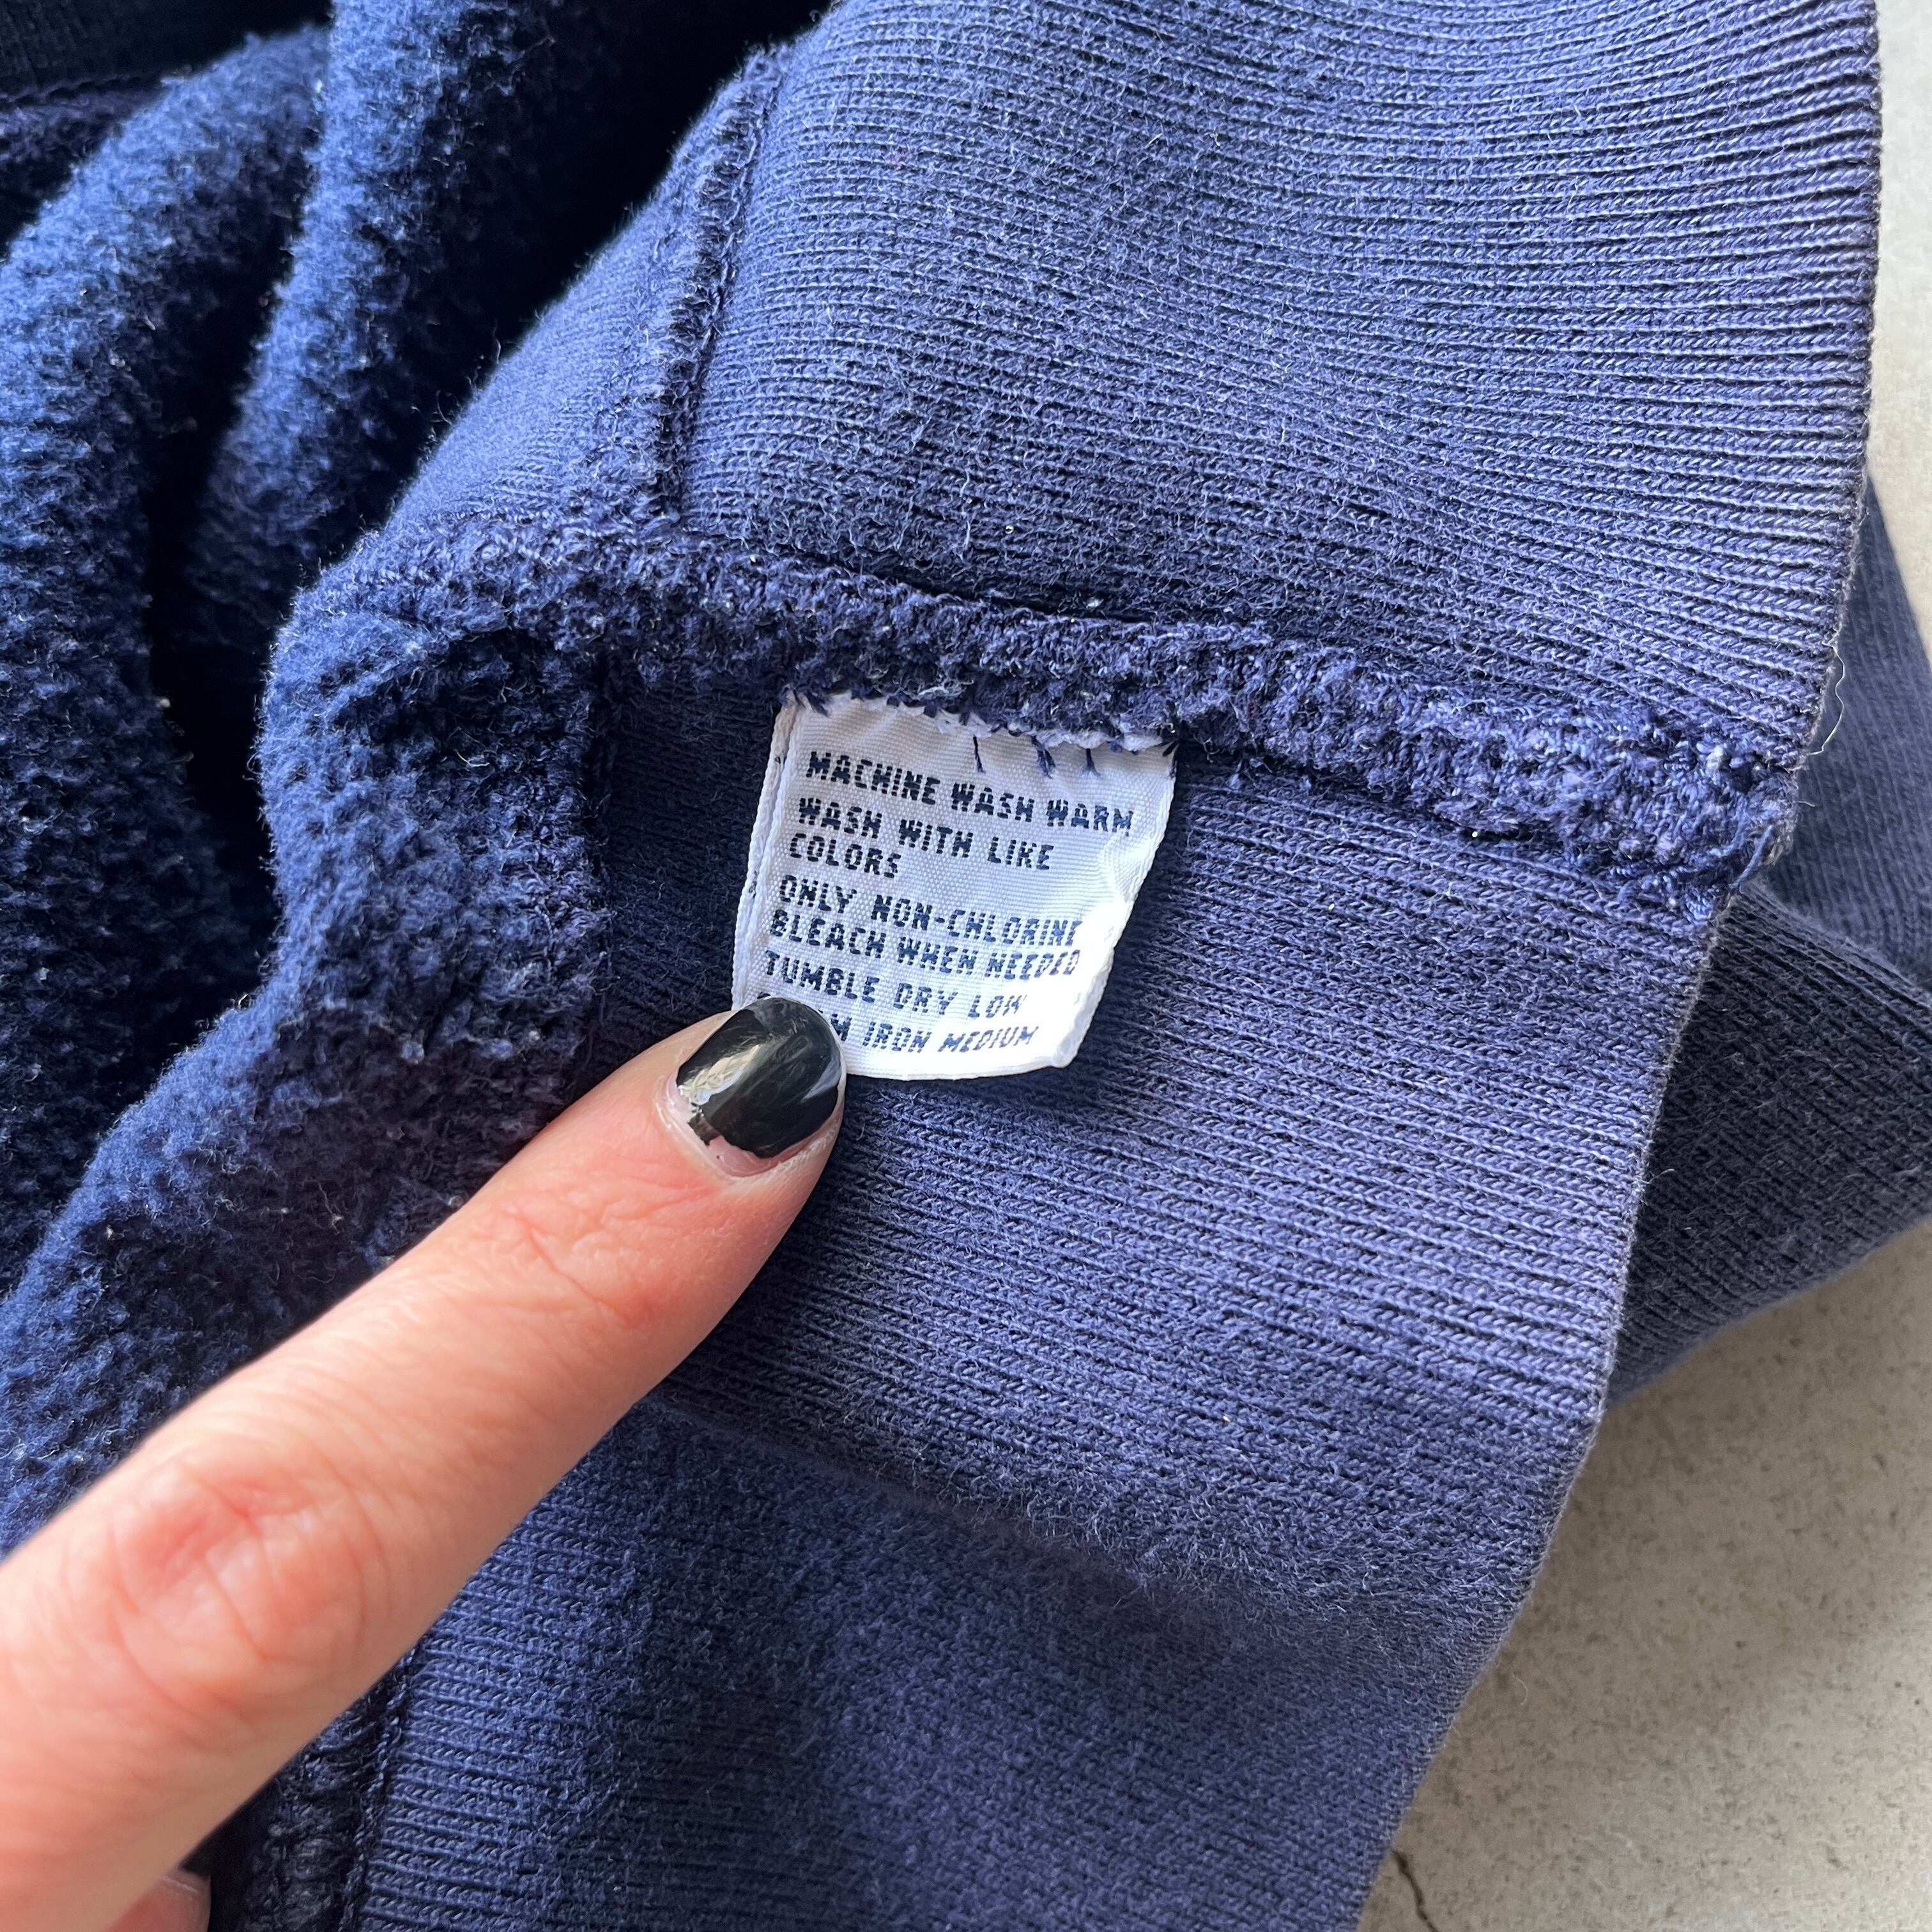 MACHINE WASH WARM
WASH WITH LIKE
COLORS
ONLY NON-CHLORINE
BLEACH WHEN NEEDED
TUMBLE DRY LOW
IRON MEDIUM